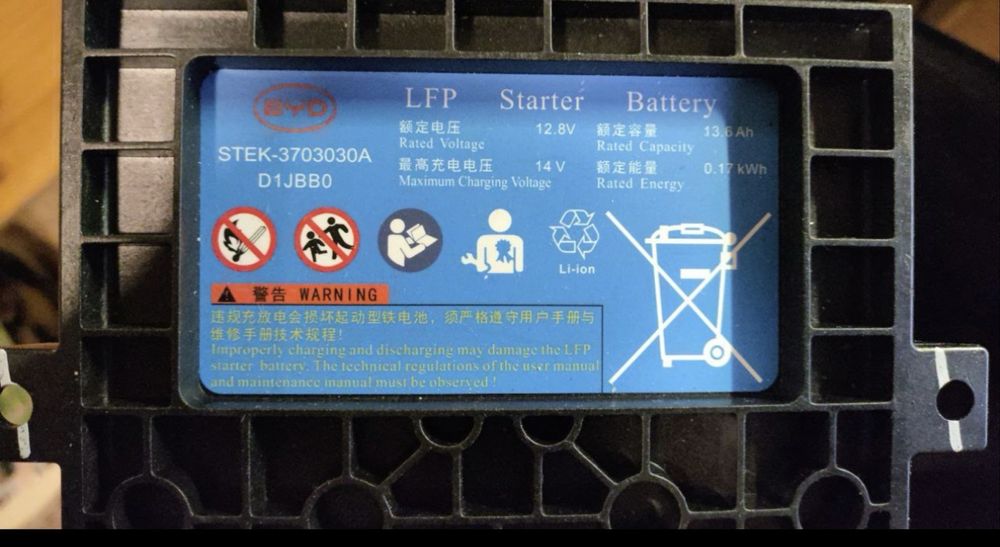 BYD
LFP Starter Battery
STEK-3703030A
D1JBB0
额定电压 12.8V
Rated Voltage
最高充电电压 14 V
Maximum Charging Voltage
额定容量 13.6 Ah
Rated Capacity
额定能量 0.17 kWh
Rated Energy
Li-ion
警告 WARNING
违规充放电会损坏起动型铁电池，须严格遵守用户手册与
维修手册技术规程！
Improperly charging and discharging may damage the LFP
starter battery. The technical regulations of the user manual
and maintenance manual must be observed !